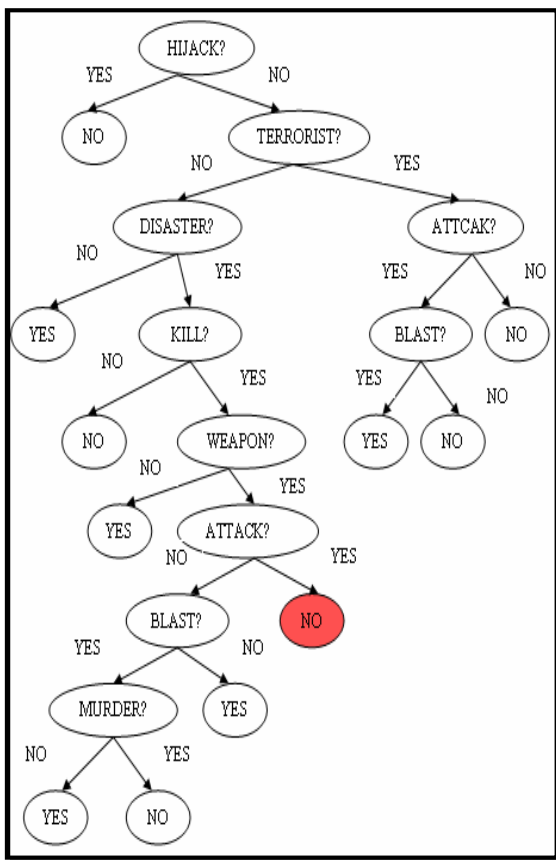 HIJACK?
YES NO
NO TERRORIST?
NO YES
DISASTER? ATTCAK?
NO YES YES NO
YES KILL? BLAST? NO
NO YES YES NO
NO WEAPON? YES NO
NO YES
YES ATTACK?
NO YES
BLAST? NO
YES NO
MURDER? YES
NO YES
YES NO